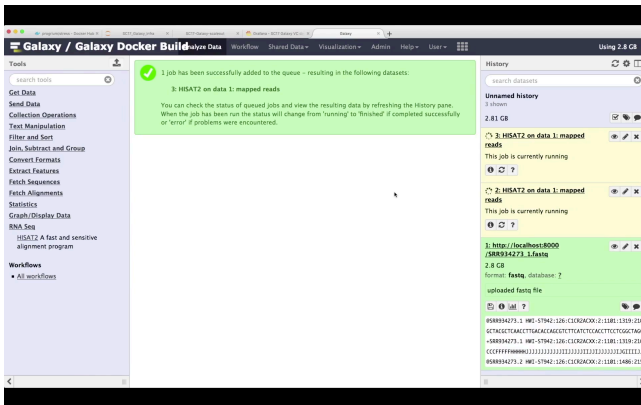 Galaxy / Galaxy Docker Build
Analyze Data
Workflow
Shared Data
Visualization
Admin
Help
User
Using 2.8 GB
Tools
search tools
Get Data
Send Data
Collection Operations
Text Manipulation
Filter and Sort
Join, Subtract and Group
Convert Formats
Extract Features
Fetch Sequences
Fetch Alignments
Statistics
Graph/Display Data
RNA Seq
HISAT2 A fast and sensitive
alignment program
Workflows
All workflows
1 job has been successfully added to the queue - resulting in the following datasets:
3: HISAT2 on data 1: mapped reads
You can check the status of queued jobs and view the resulting data by refreshing the History pane.
When the job has been run the status will change from 'running' to 'finished' if completed successfully
or 'error' if problems were encountered.
History
search datasets
Unnamed history
3 shown
2.81 GB
3: HISAT2 on data 1: mapped
reads
This job is currently running
2: HISAT2 on data 1: mapped
reads
This job is currently running
1: http://localhost:8000
/SRR934273_1.fastq
2.8 GB
format: fastq, database: ?
uploaded fastq file